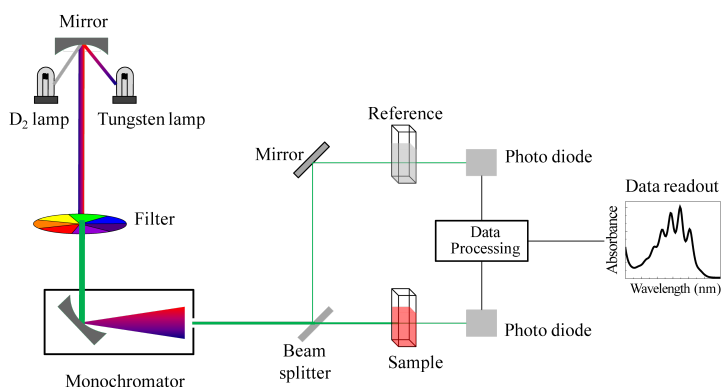 Mirror
D₂ lamp
Tungsten lamp
Filter
Monochromator
Beam
splitter
Mirror
Reference
Sample
Photo diode
Data
Processing
Photo diode
Data readout
Absorbance
Wavelength (nm)